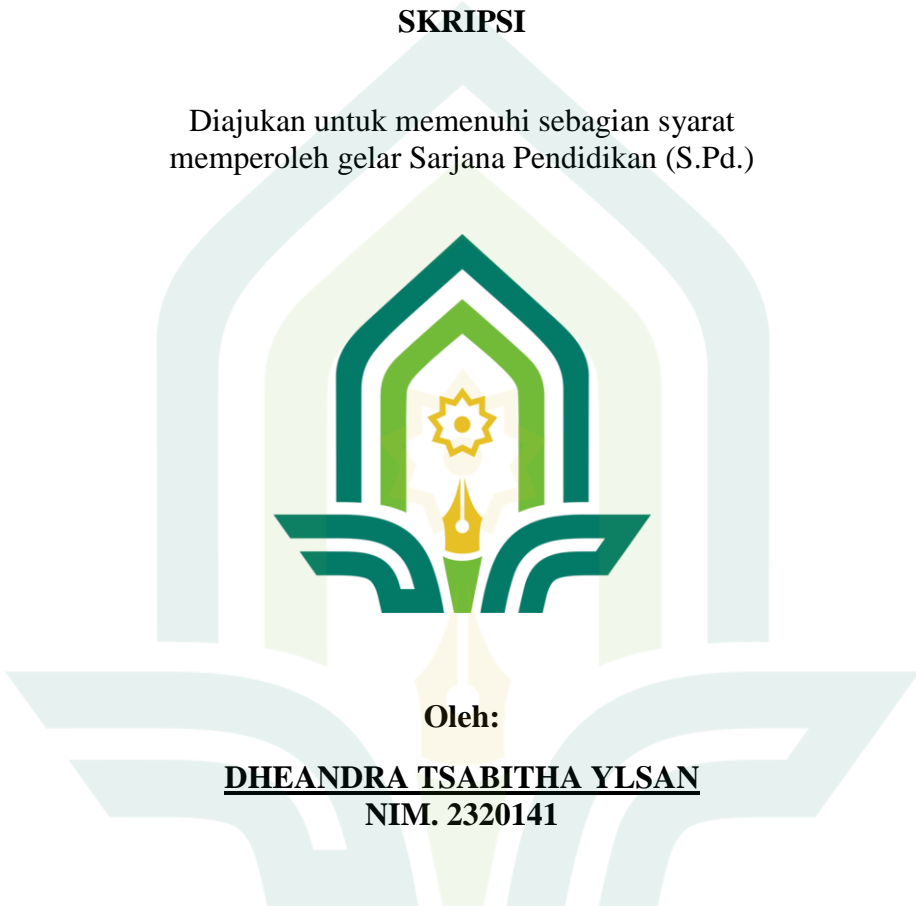 SKRIPSI
Diajukan untuk memenuhi sebagian syarat
memperoleh gelar Sarjana Pendidikan (S.Pd.)
Oleh:
DHEANDRA TSABITHA YLSAN
NIM. 2320141